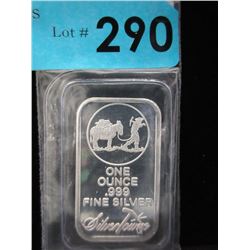 S
Lot # 290
ONE
OUNCE
.999
FINE SILVER
SilverTowne